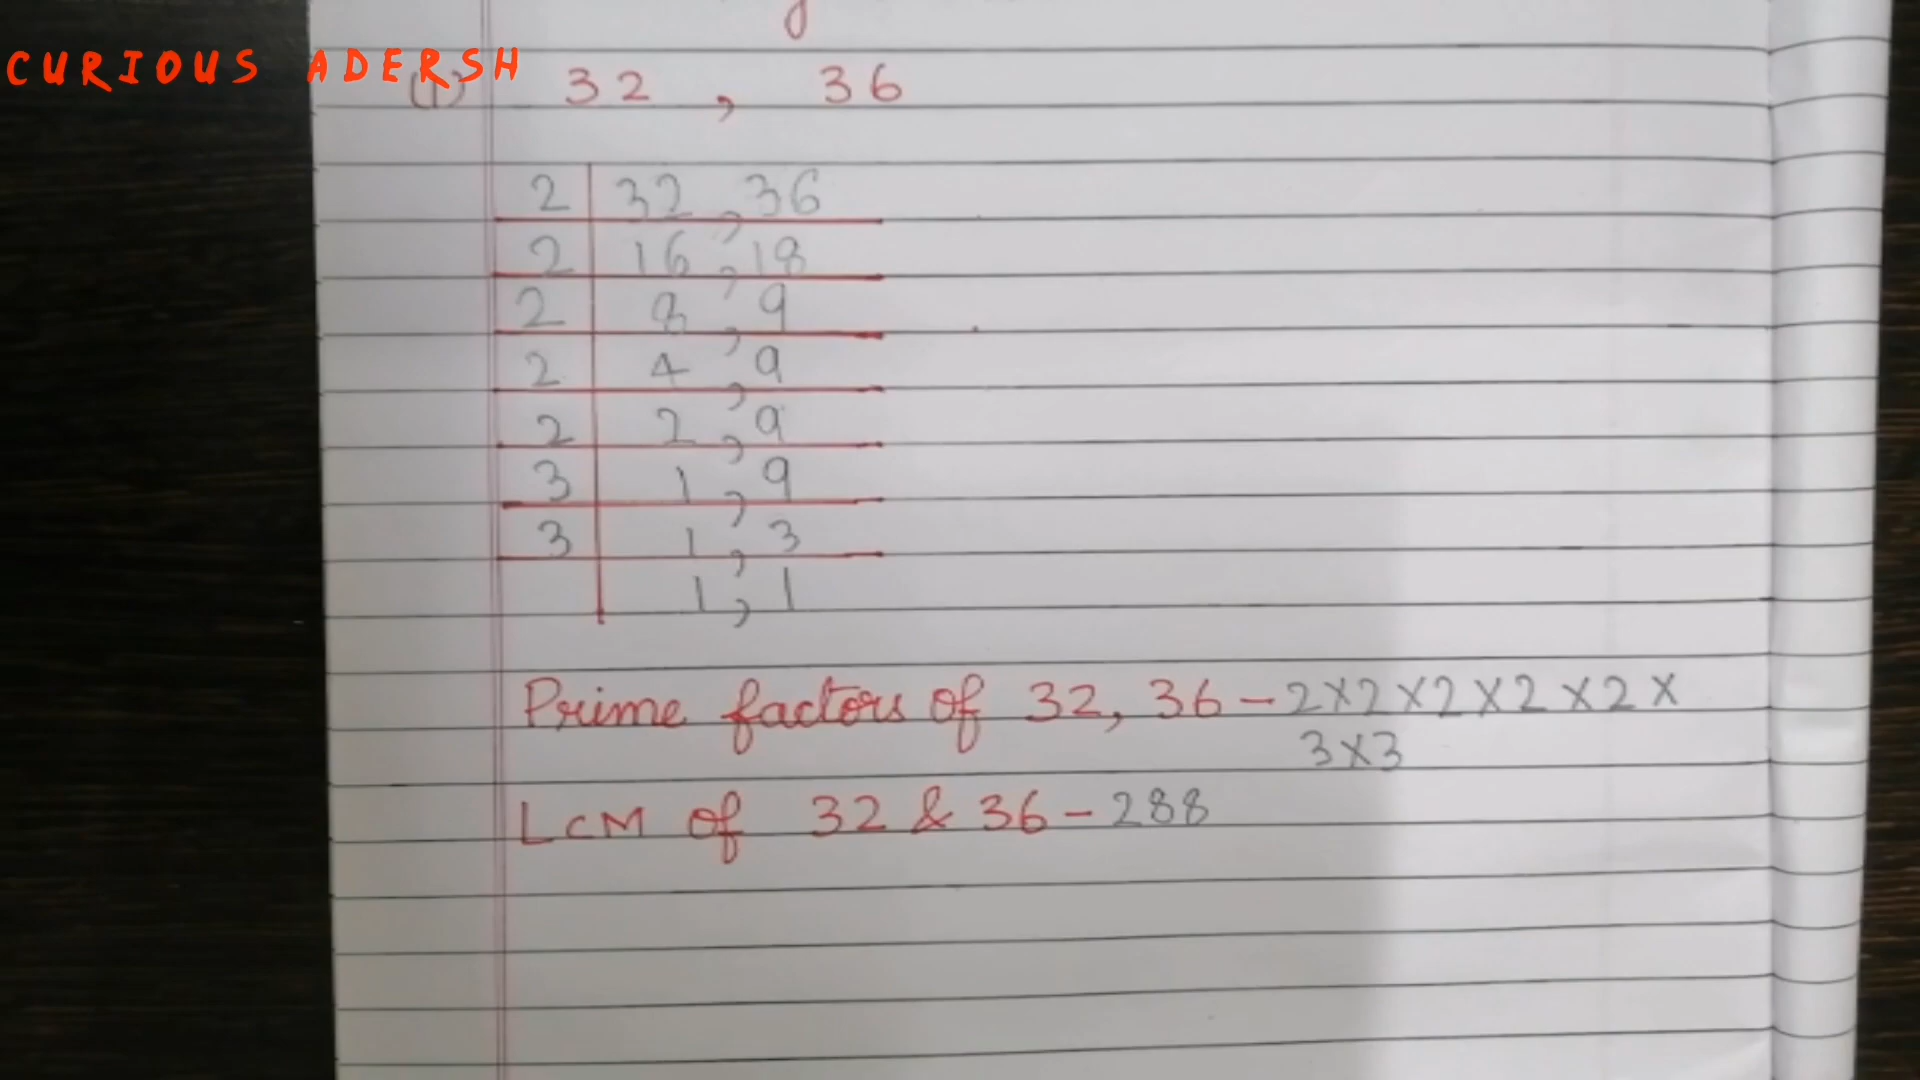 CURIOUS ADERSH
(1) 32 , 36
2 32 , 36
2 16 , 18
2 8 , 9
2 4 , 9
2 2 , 9
3 1 , 9
3 1 , 3
1 , 1
Prime factors of 32, 36 - 2×2×2×2×2×
3×3
LCM of 32 & 36 - 288